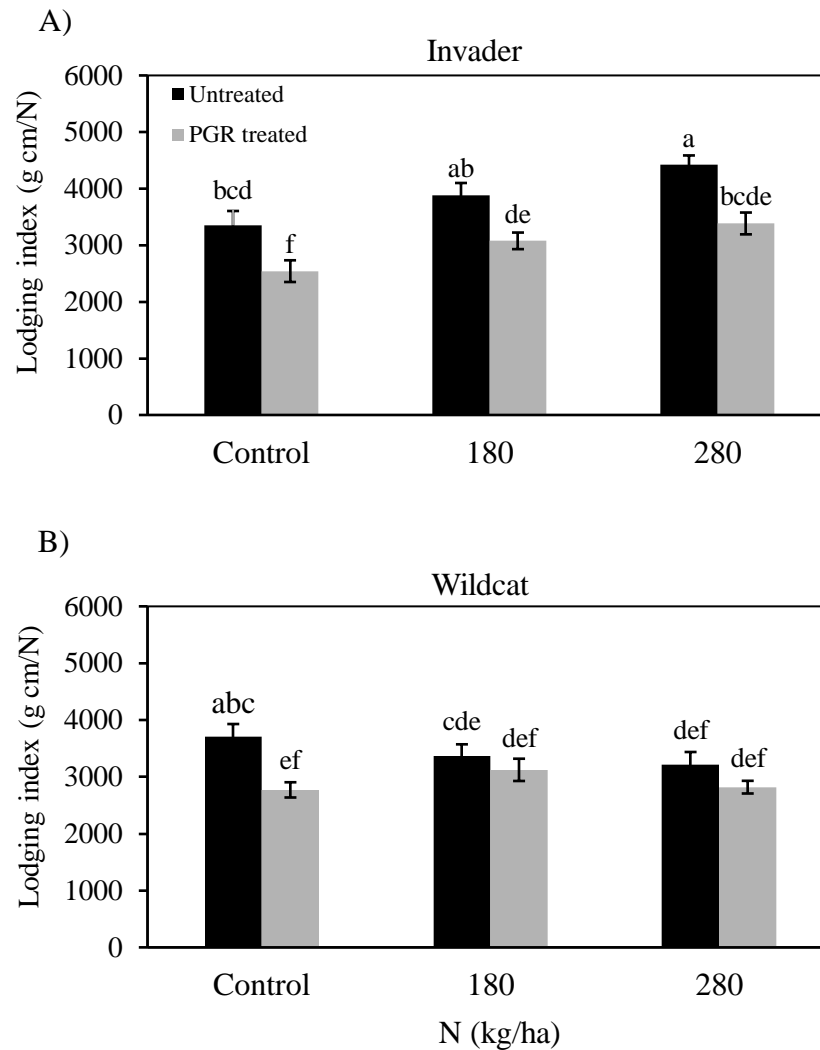 A)
Invader
Lodging index (g cm/N)
6000
5000
4000
3000
2000
1000
0
Untreated
PGR treated
bcd
f
ab
de
a
bcde
Control
180
280
B)
Wildcat
Lodging index (g cm/N)
6000
5000
4000
3000
2000
1000
0
abc
ef
cde
def
def
def
Control
180
280
N (kg/ha)